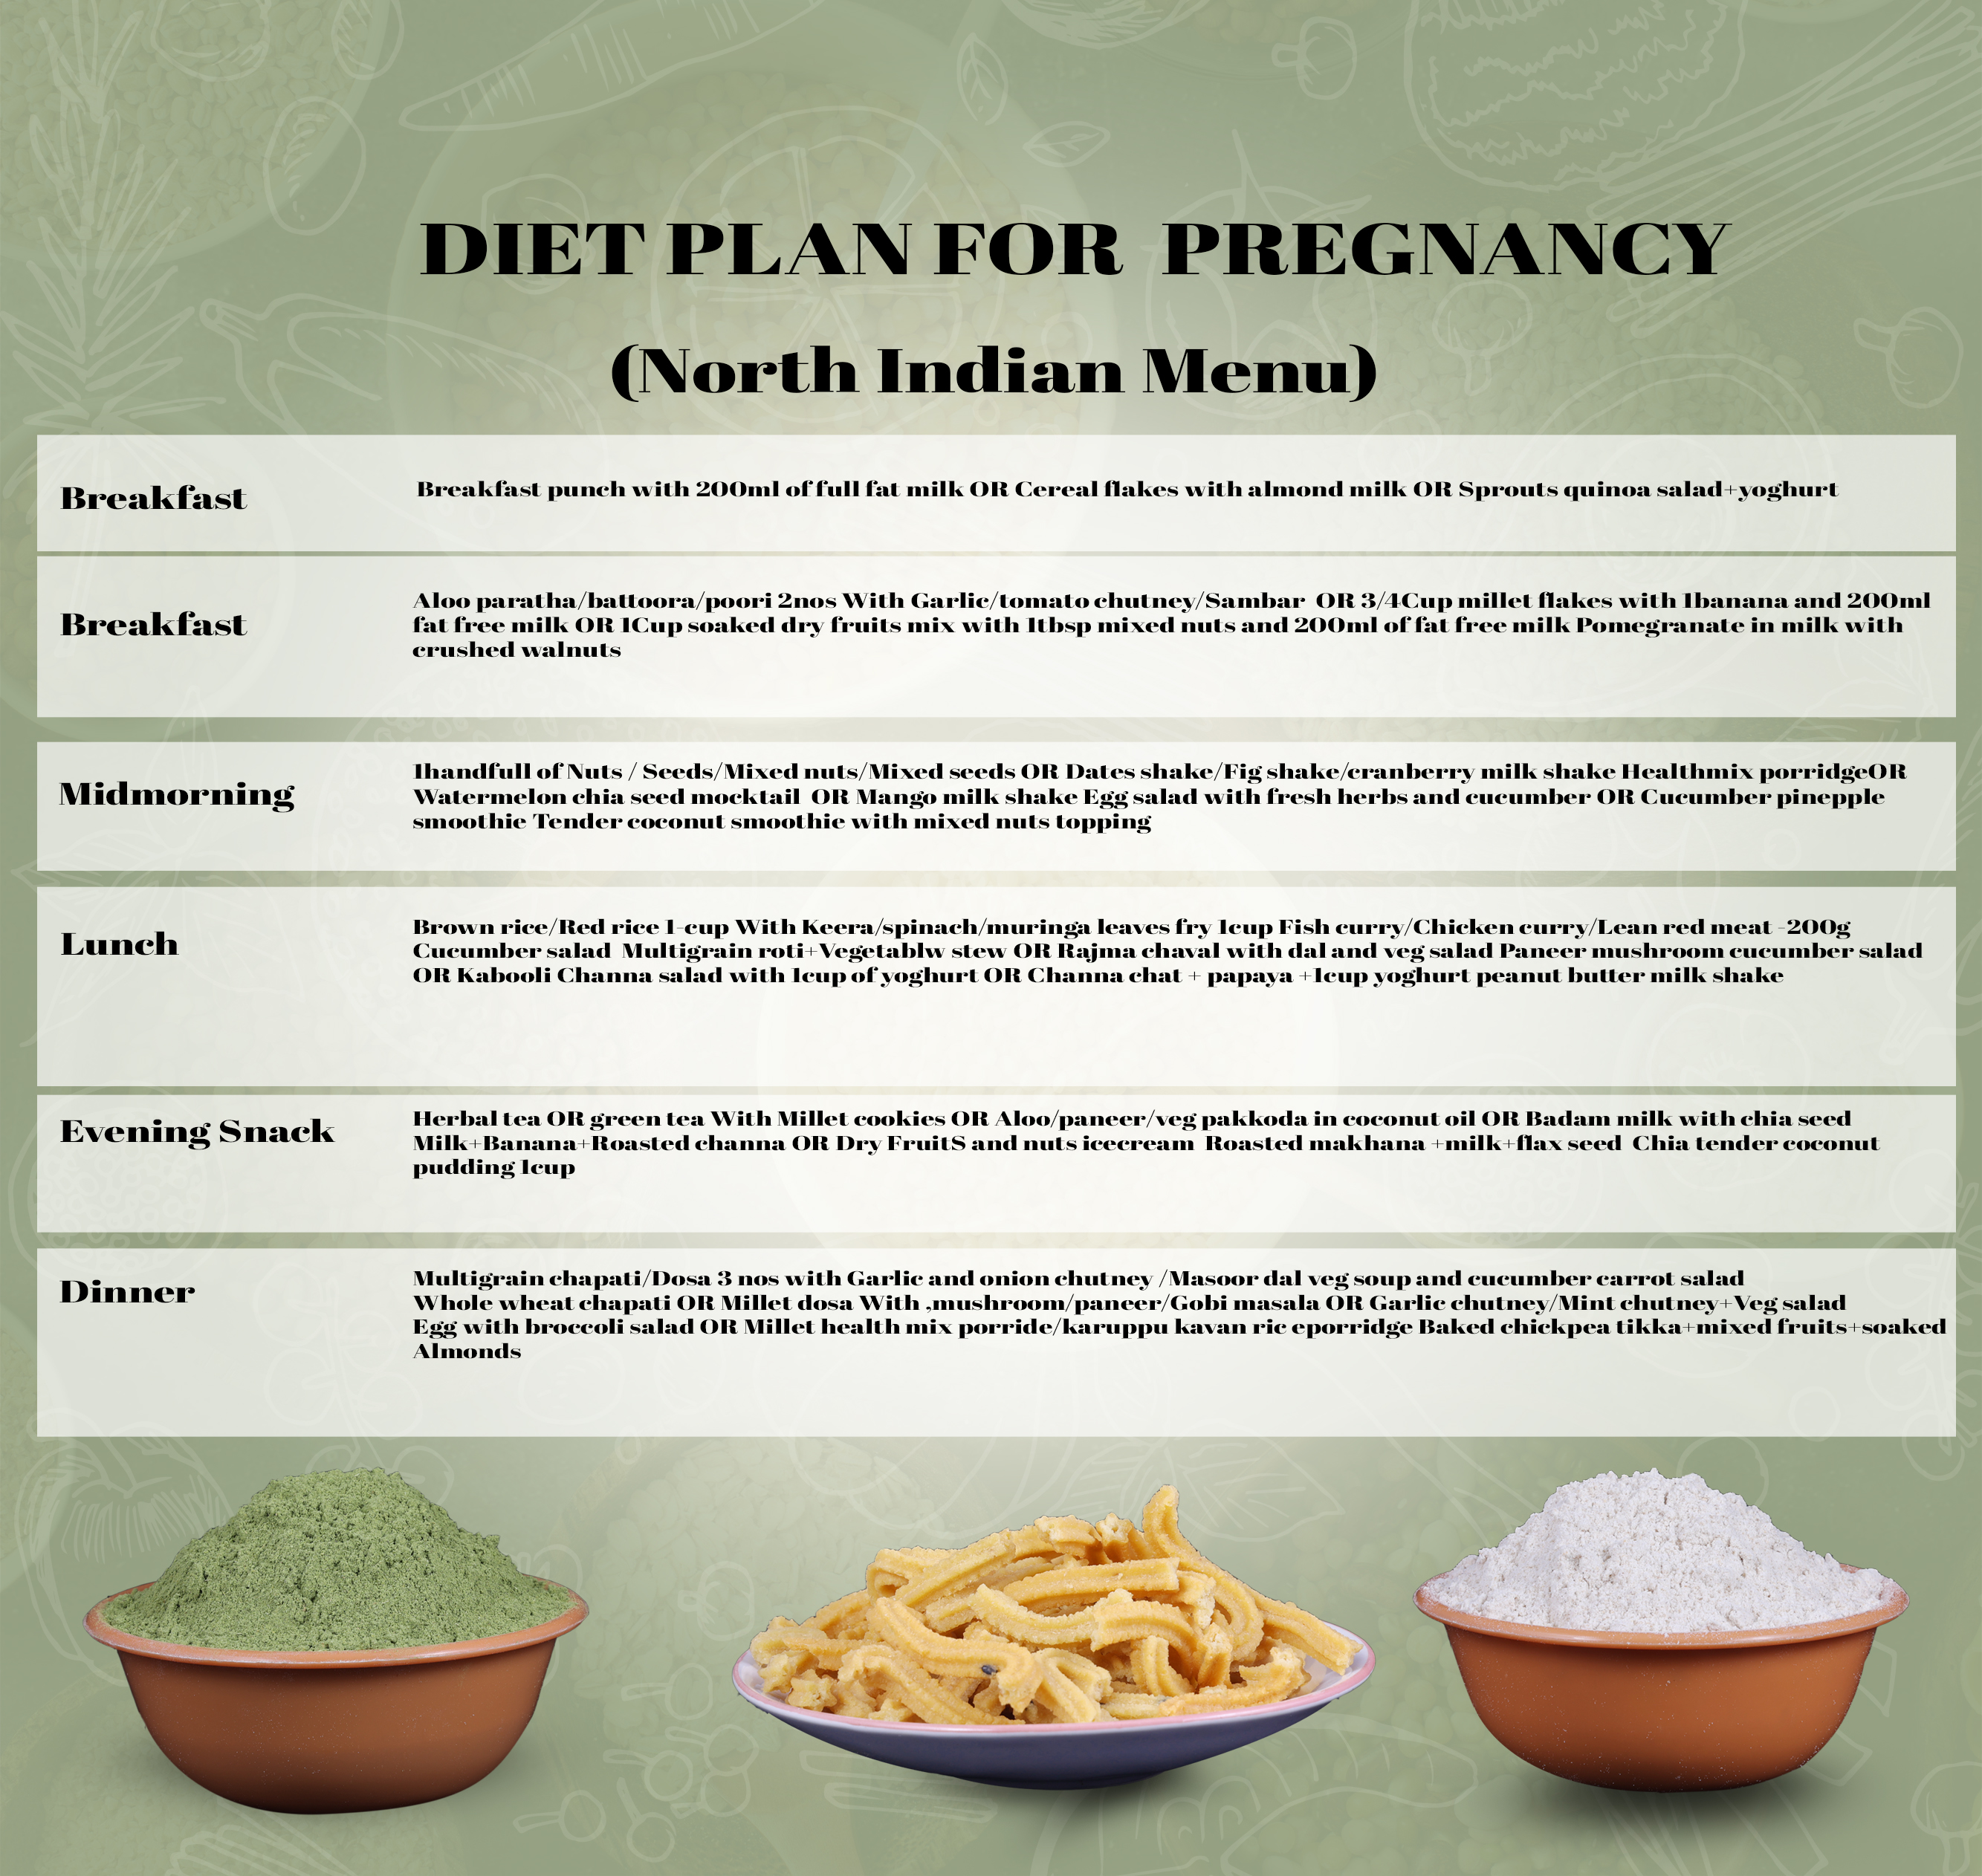 DIET PLAN FOR PREGNANCY
(North Indian Menu)
Breakfast
Breakfast punch with 200ml of full fat milk OR Cereal flakes with almond milk OR Sprouts quinoa salad+yoghurt
Breakfast
Aloo paratha/battoora/poori 2nos With Garlic/tomato chutney/Sambar OR 3/4Cup millet flakes with 1banana and 200ml
fat free milk OR 1Cup soaked dry fruits mix with 1tbsp mixed nuts and 200ml of fat free milk Pomegranate in milk with
crushed walnuts
Midmorning
1handfull of Nuts / Seeds/Mixed nuts/Mixed seeds OR Dates shake/Fig shake/cranberry milk shake Healthmix porridgeOR
Watermelon chia seed mocktail OR Mango milk shake Egg salad with fresh herbs and cucumber OR Cucumber pinepple
smoothie Tender coconut smoothie with mixed nuts topping
Lunch
Brown rice/Red rice 1-cup With Keera/spinach/muringa leaves fry 1cup Fish curry/Chicken curry/Lean red meat -200g
Cucumber salad Multigrain roti+Vegetablw stew OR Rajma chaval with dal and veg salad Paneer mushroom cucumber salad
OR Kabooli Channa salad with 1cup of yoghurt OR Channa chat + papaya +1cup yoghurt peanut butter milk shake
Evening Snack
Herbal tea OR green tea With Millet cookies OR Aloo/paneer/veg pakkoda in coconut oil OR Badam milk with chia seed
Milk+Banana+Roasted channa OR Dry FruitS and nuts icecream Roasted makhana +milk+flax seed Chia tender coconut
pudding 1cup
Dinner
Multigrain chapati/Dosa 3 nos with Garlic and onion chutney /Masoor dal veg soup and cucumber carrot salad
Whole wheat chapati OR Millet dosa With ,mushroom/paneer/Gobi masala OR Garlic chutney/Mint chutney+Veg salad
Egg with broccoli salad OR Millet health mix porride/karuppu kavan ric eporridge Baked chickpea tikka+mixed fruits+soaked
Almonds